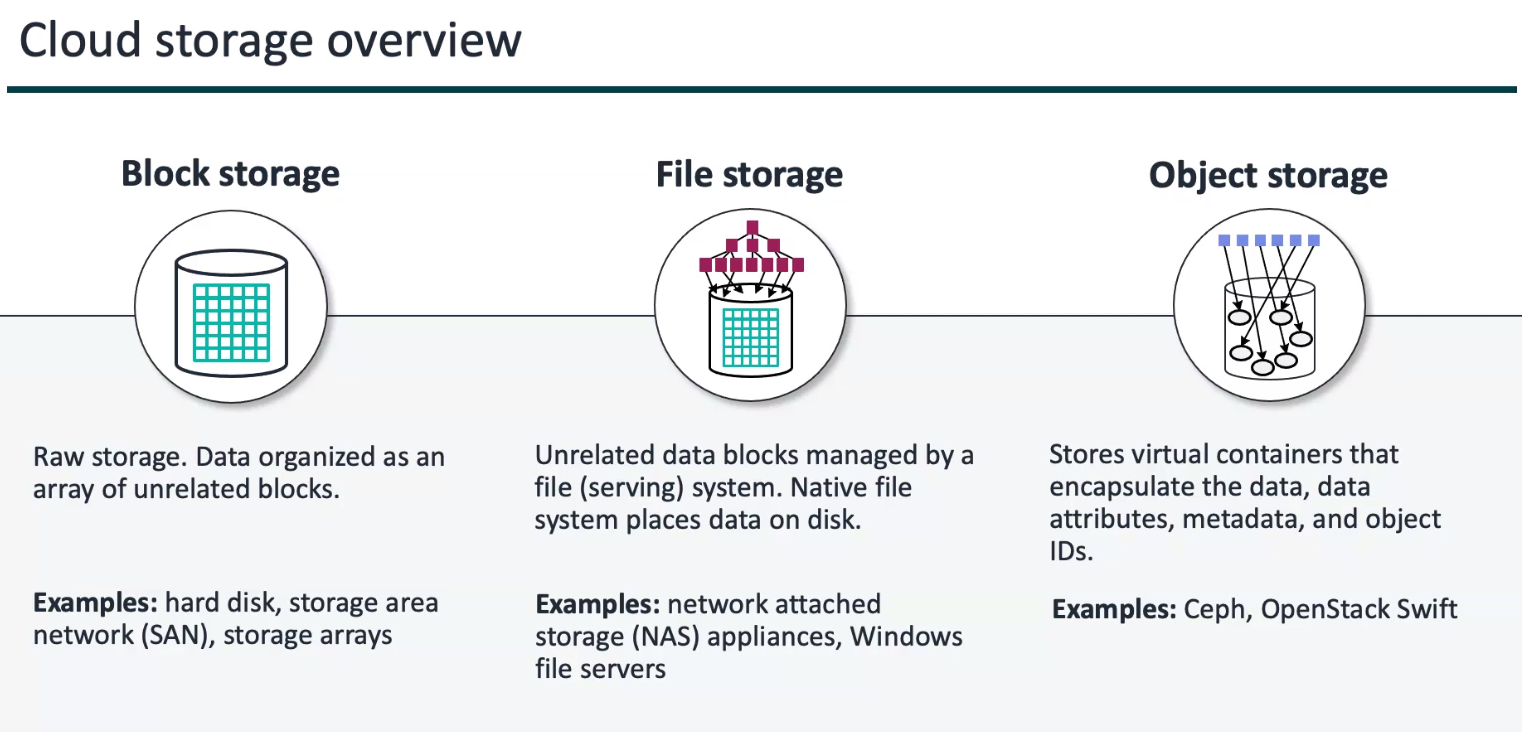 Cloud storage overview
Block storage
Raw storage. Data organized as an
array of unrelated blocks.
Examples: hard disk, storage area
network (SAN), storage arrays
File storage
Unrelated data blocks managed by a
file (serving) system. Native file
system places data on disk.
Examples: network attached
storage (NAS) appliances, Windows
file servers
Object storage
Stores virtual containers that
encapsulate the data, data
attributes, metadata, and object
IDs.
Examples: Ceph, OpenStack Swift